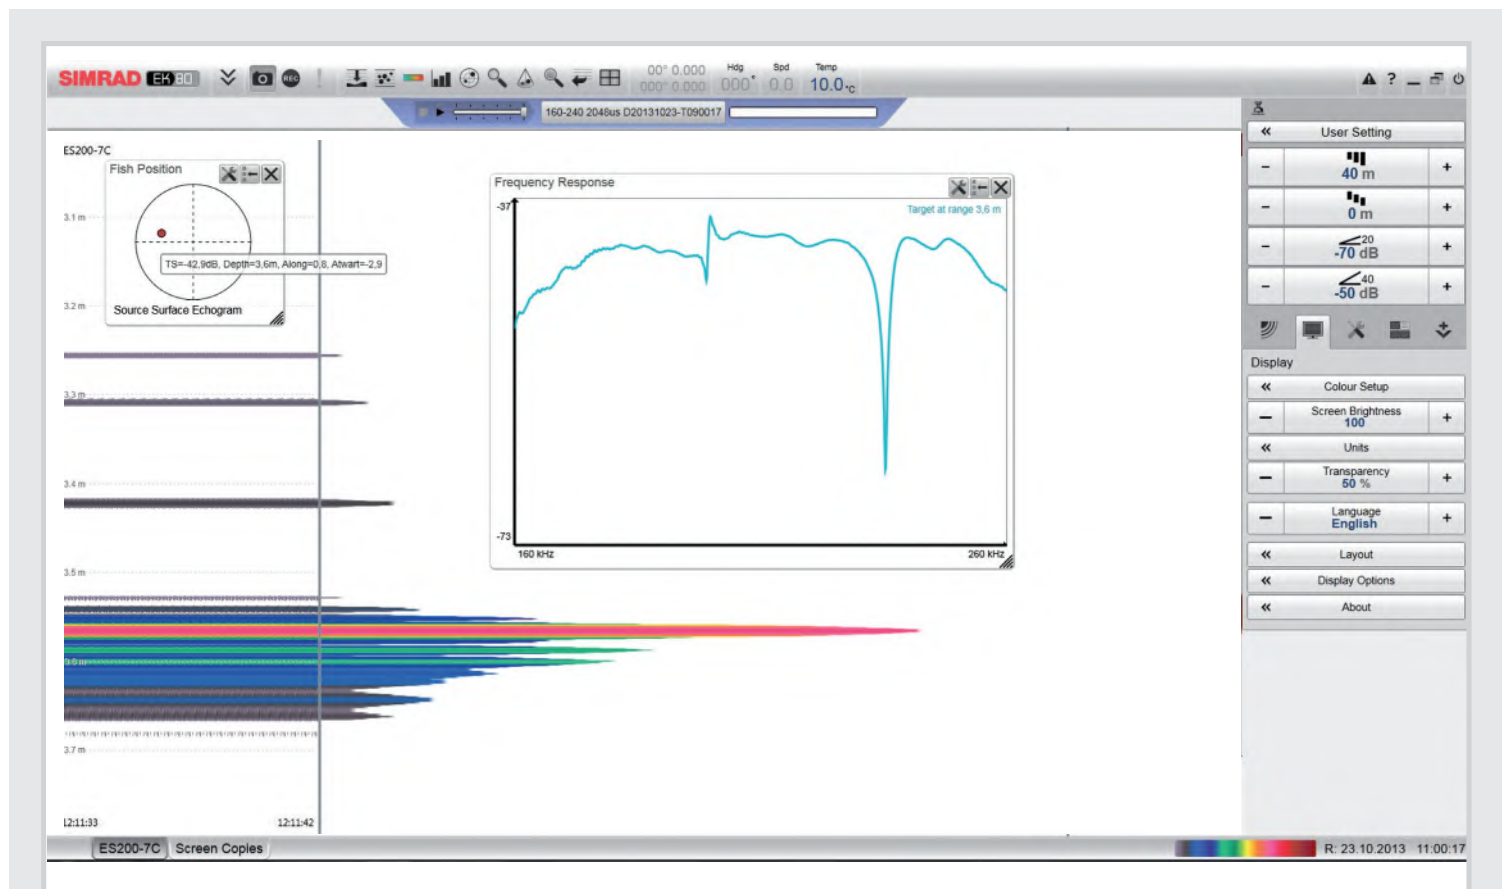 SIMRAD EK80
REC
00° 0.000
000° 0.000
Hdg
000°
Spd
0.0
Temp
10.0 °C
?
160-240 2048us D20131023-T090017
ES200-7C
Fish Position
TS=-42,9dB, Depth=3,6m, Along=0,8, Atwart=-2,9
Source Surface Echogram
3.1 m
3.2 m
3.3 m
3.4 m
3.5 m
3.6 m
3.7 m
12:11:33
12:11:42
Frequency Response
Target at range 3,6 m
-37
-73
160 kHz
260 kHz
User Setting
- 40 m +
- 0 m +
20
- -70 dB +
40
- -50 dB +
Display
Colour Setup
Screen Brightness
- 100 +
Units
Transparency
- 50 % +
Language
- English +
Layout
Display Options
About
ES200-7C
Screen Copies
R: 23.10.2013 11:00:17